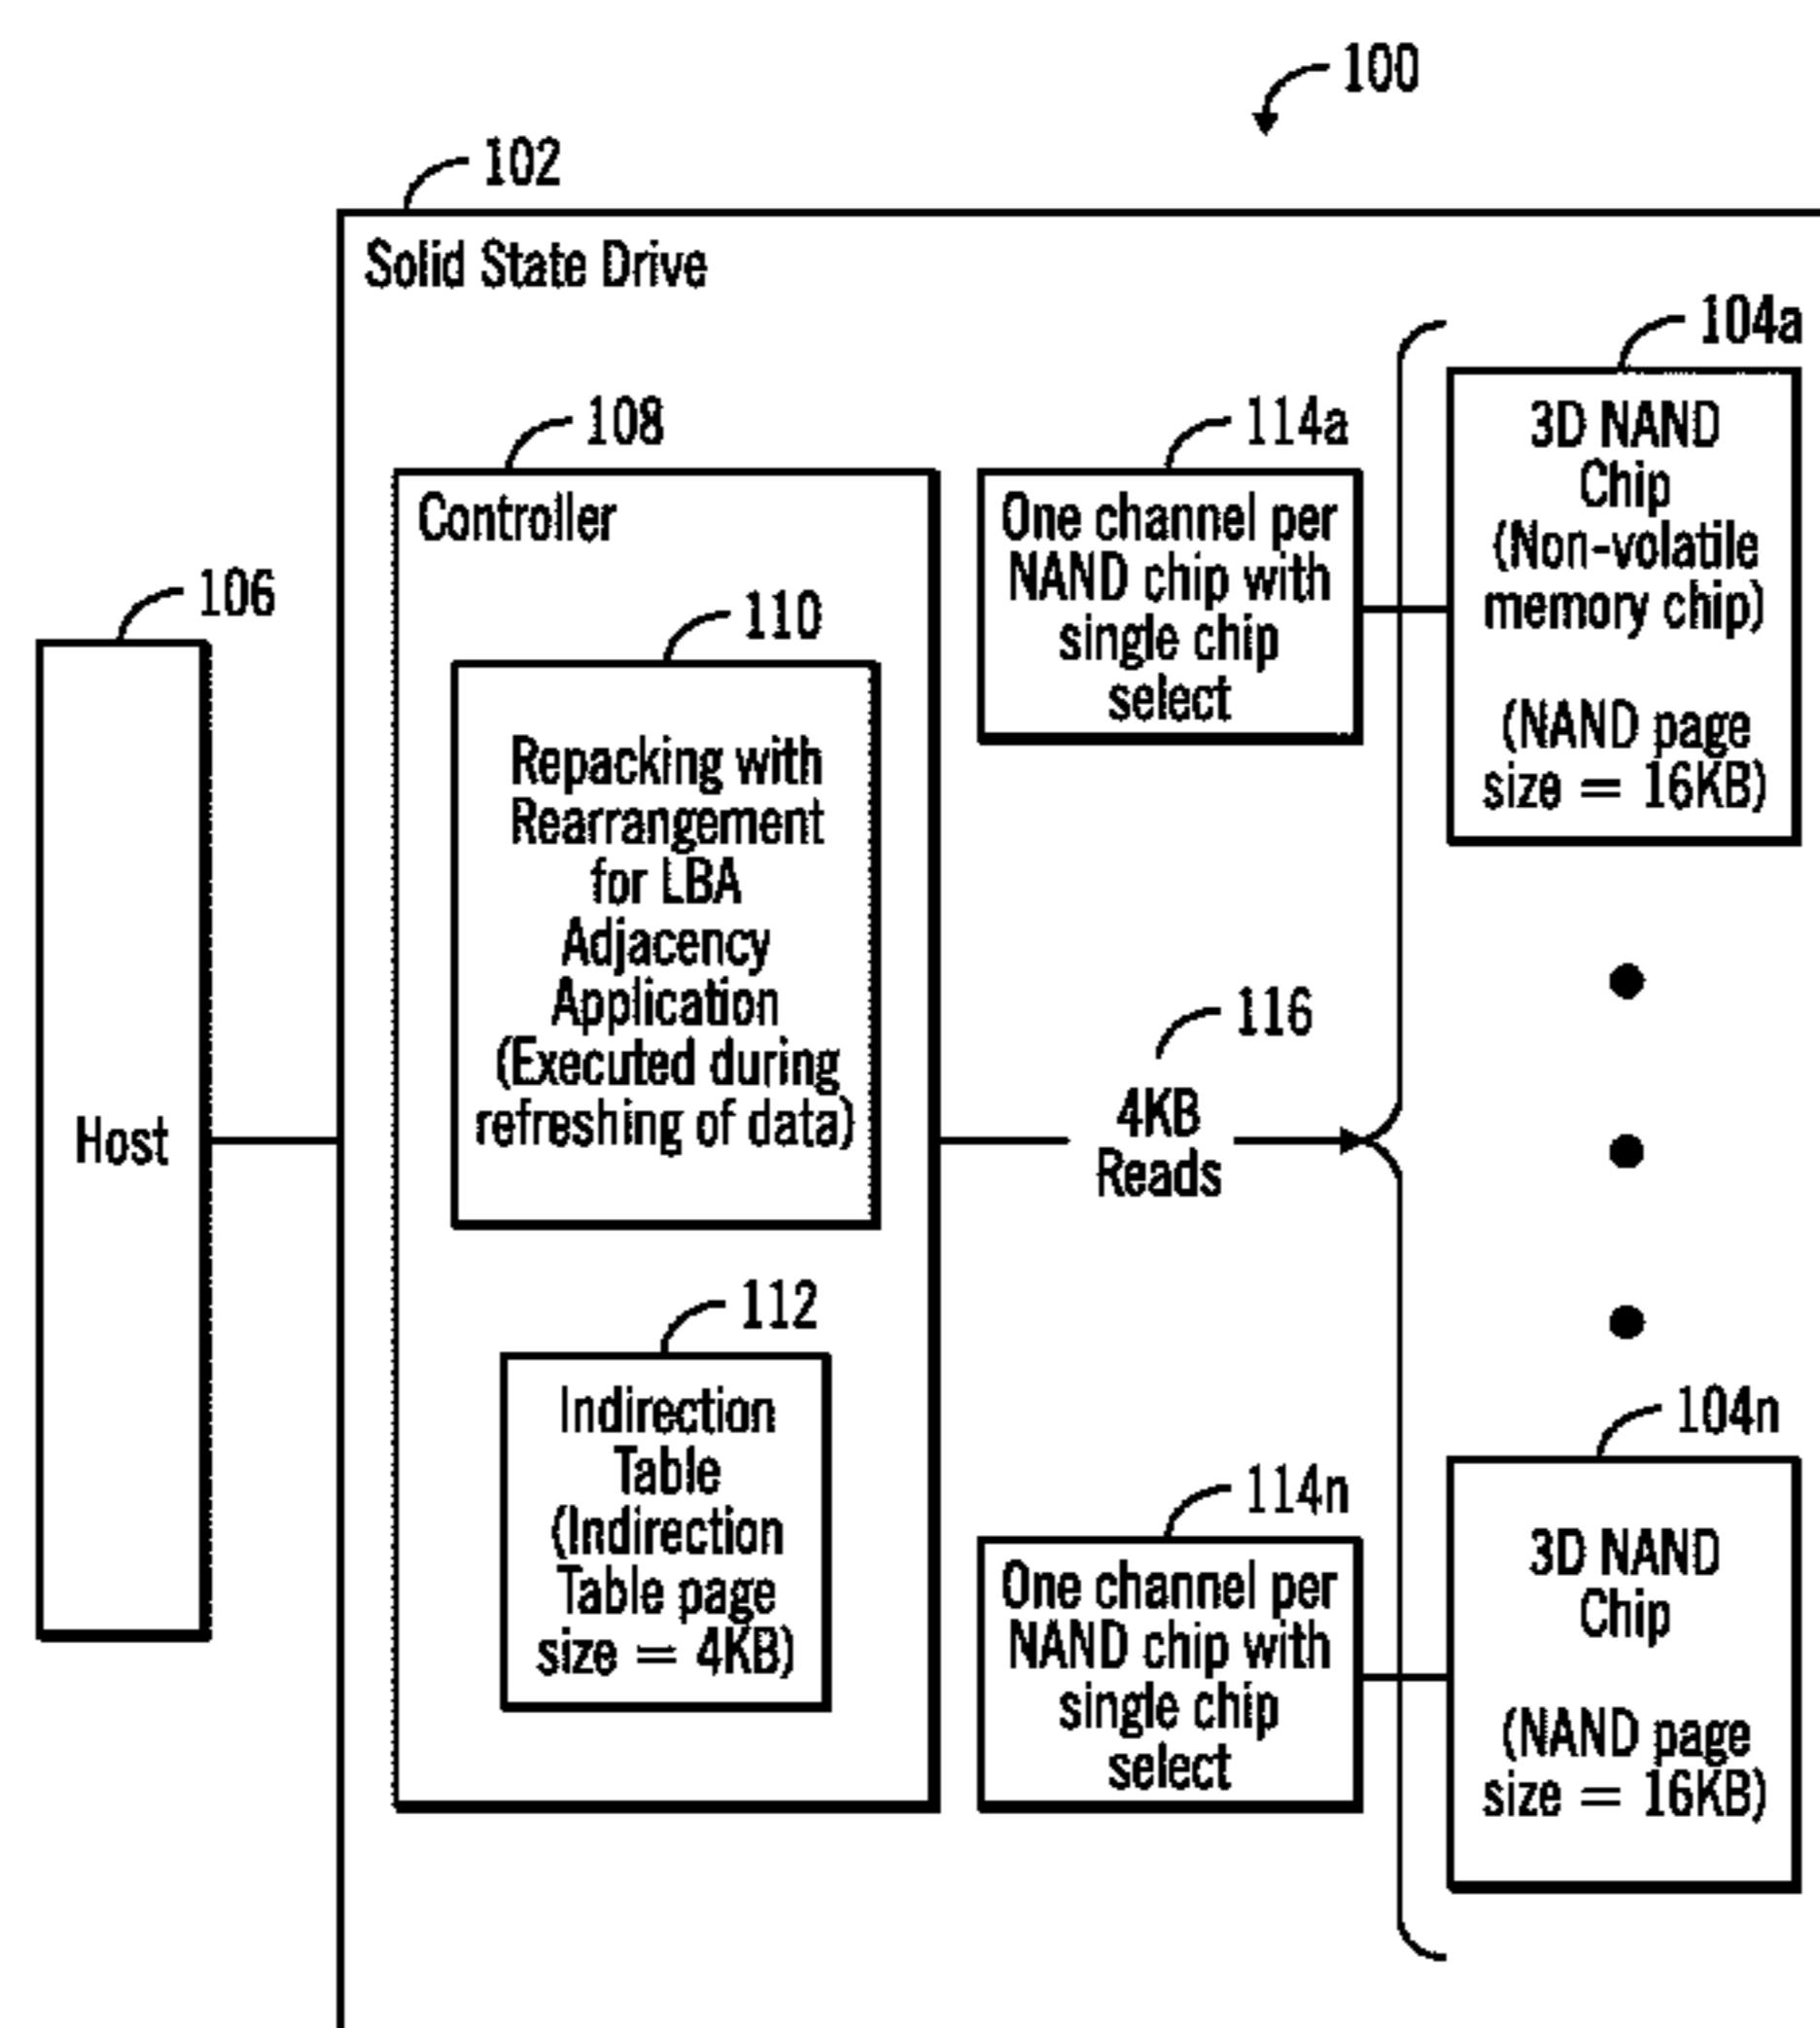 100
102
Solid State Drive
104a
3D NAND
Chip
(Non-volatile
memory chip)
(NAND page
size = 16KB)
108
Controller
114a
One channel per
NAND chip with
single chip
select
106
Host
110
Repacking with
Rearrangement
for LBA
Adjacency
Application
(Executed during
refreshing of data)
116
4KB
Reads
112
Indirection
Table
(Indirection
Table page
size = 4KB)
114n
One channel per
NAND chip with
single chip
select
104n
3D NAND
Chip
(NAND page
size = 16KB)